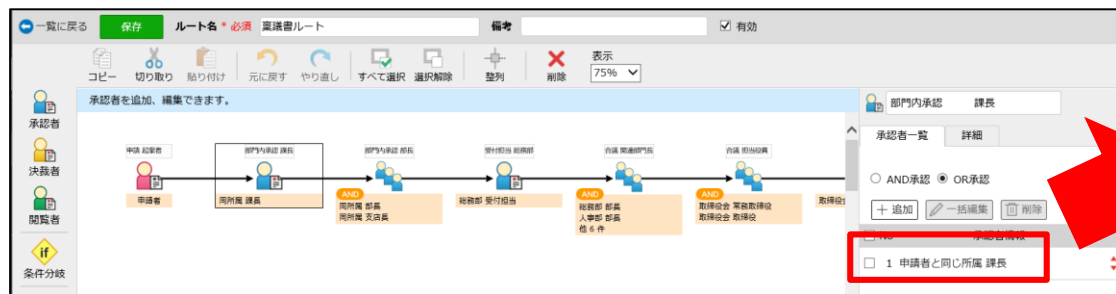 一覧に戻る 保存 ルート名 * 必須 稟議書ルート 備考 有効
コピー 切り取り 貼り付け 元に戻す やり直し すべて選択 選択解除 整列 削除 表示 75%
承認者を追加、編集できます。
承認者
決裁者
閲覧者
if
条件分岐
申請 起案者
申請者
部門内承認 課長
同所属 課長
部門内承認 部長
AND
同所属 部長
同所属 支店長
受付担当 総務部
総務部 受付担当
合議 関連部門長
AND
総務部 部長
人事部 部長
他 6 件
合議 担当役員
AND
取締役会 常務取締役
取締役会 取締役
部門内承認 課長
承認者一覧 詳細
AND承認 OR承認
+ 追加 一括編集 削除
No 承認者情報
1 申請者と同じ所属 課長